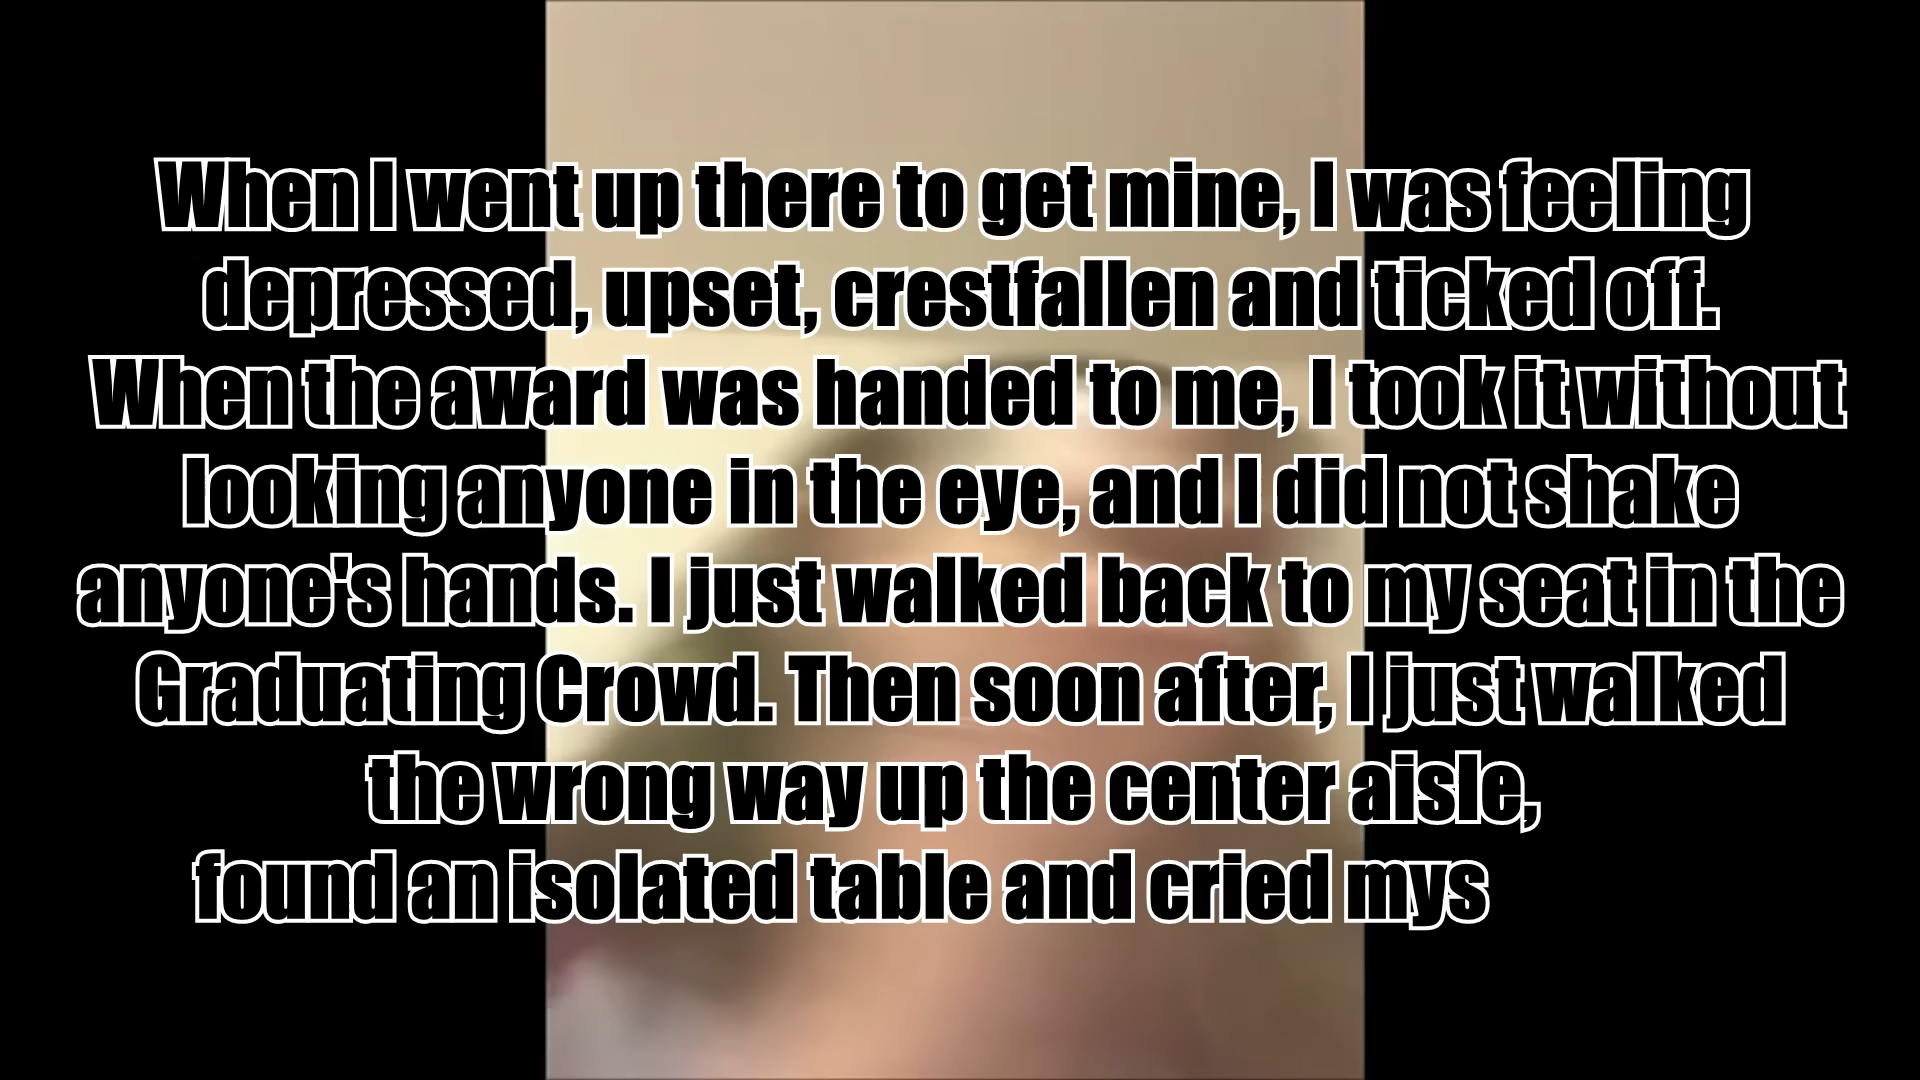 When I went up there to get mine, I was feeling
depressed, upset, crestfallen and ticked off.
When the award was handed to me, I took it without
looking anyone in the eye, and I did not shake
anyone's hands. I just walked back to my seat in the
Graduating Crowd. Then soon after, I just walked
the wrong way up the center aisle,
found an isolated table and cried mys